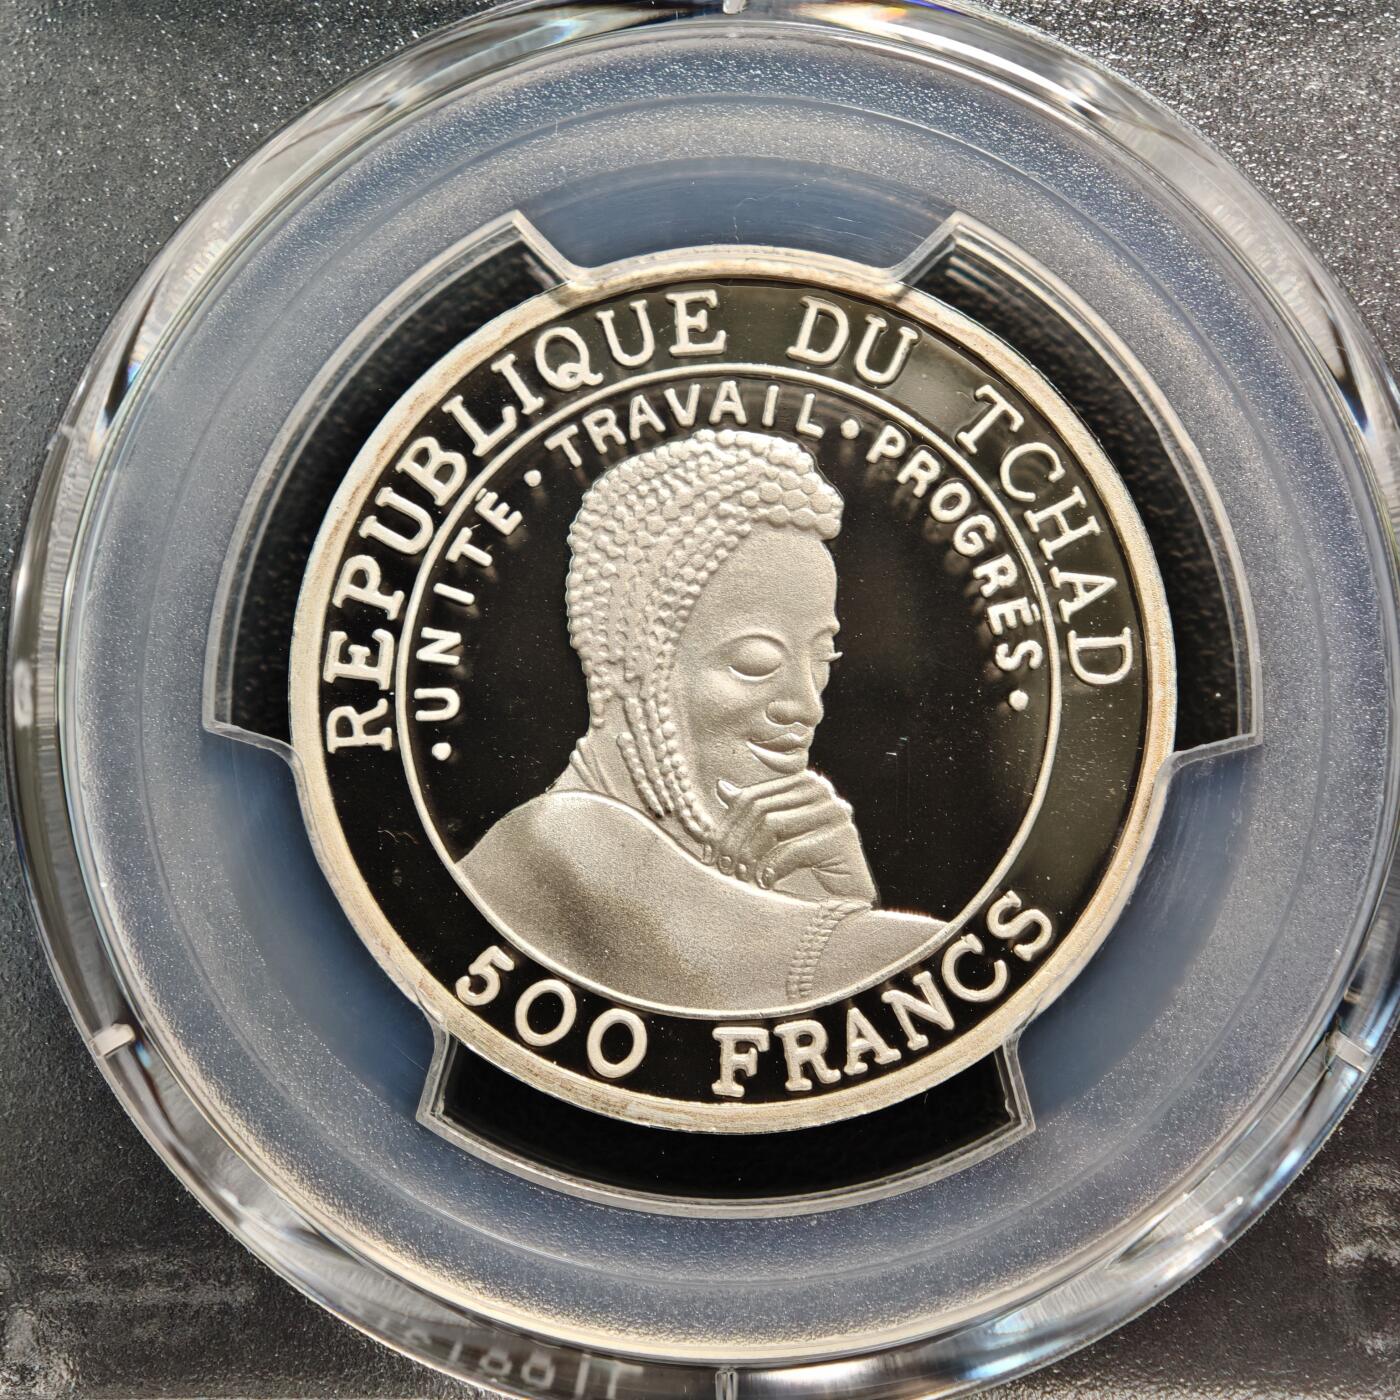 REPUBLIQUE DU TCHAD
·UNITÉ·TRAVAIL·PROGRÈS·
500 FRANCS